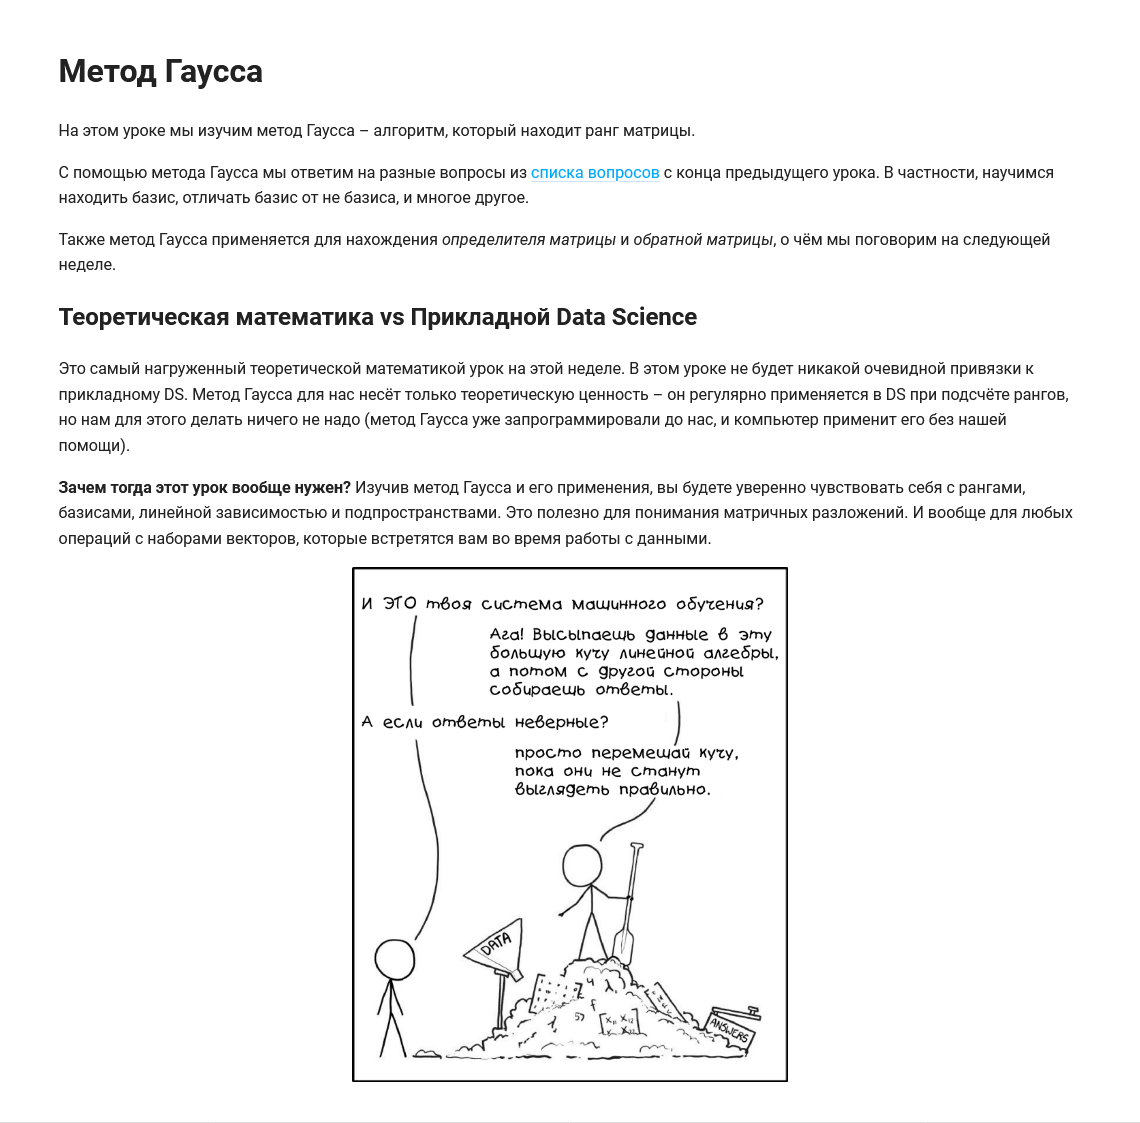 Метод Гаусса
На этом уроке мы изучим метод Гаусса – алгоритм, который находит ранг матрицы.
С помощью метода Гаусса мы ответим на разные вопросы из списка вопросов с конца предыдущего урока. В частности, научимся
находить базис, отличать базис от не базиса, и многое другое.
Также метод Гаусса применяется для нахождения определителя матрицы и обратной матрицы, о чём мы поговорим на следующей
неделе.
Теоретическая математика vs Прикладной Data Science
Это самый нагруженный теоретической математикой урок на этой неделе. В этом уроке не будет никакой очевидной привязки к
прикладному DS. Метод Гаусса для нас несёт только теоретическую ценность – он регулярно применяется в DS при подсчёте рангов,
но нам для этого делать ничего не надо (метод Гаусса уже запрограммировали до нас, и компьютер применит его без нашей
помощи).
Зачем тогда этот урок вообще нужен? Изучив метод Гаусса и его применения, вы будете уверенно чувствовать себя с рангами,
базисами, линейной зависимостью и подпространствами. Это полезно для понимания матричных разложений. И вообще для любых
операций с наборами векторов, которые встретятся вам во время работы с данными.
И ЭТО твоя система машинного обучения?
Ага! Высыпаешь данные в эту
большую кучу линейной алгебры,
а потом с другой стороны
собираешь ответы.
А если ответы неверные?
просто перемешай кучу,
пока они не станут
выглядеть правильно.
DATA
ANSWERS